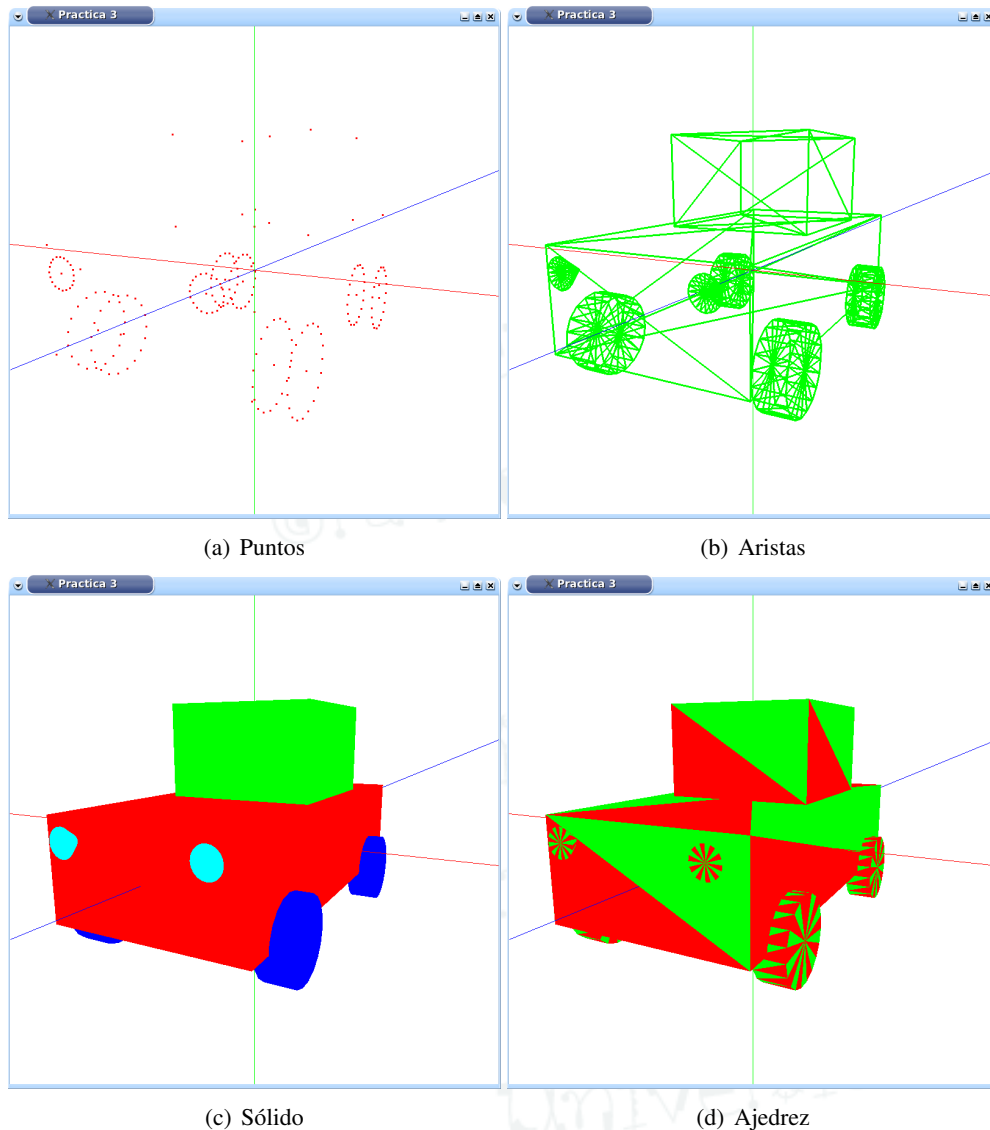 Practica 3
Practica 3
(a) Puntos
(b) Aristas
Practica 3
Practica 3
(c) Sólido
(d) Ajedrez